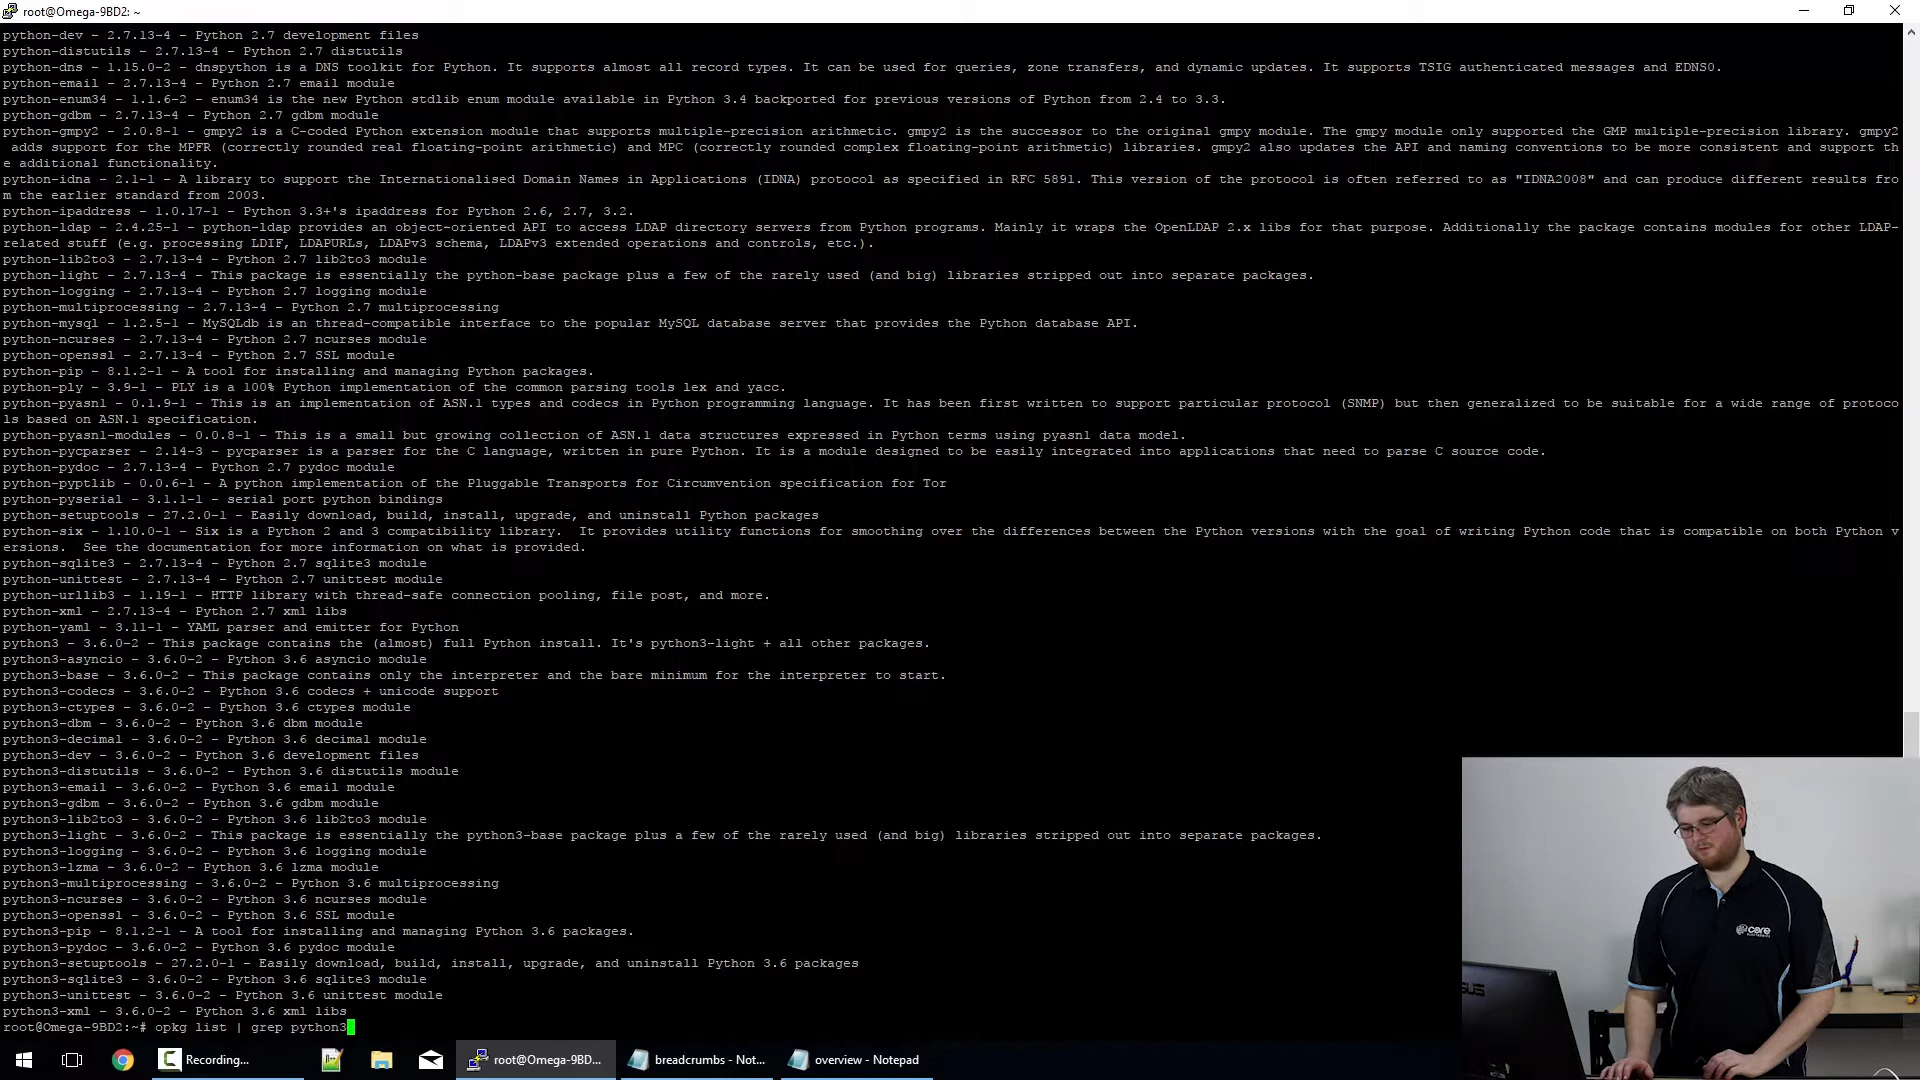 root@Omega-9BD2: ~
python-dev - 2.7.13-4 - Python 2.7 development files
python-distutils - 2.7.13-4 - Python 2.7 distutils
python-dns - 1.15.0-2 - dnspython is a DNS toolkit for Python. It supports almost all record types. It can be used for queries, zone transfers, and dynamic updates. It supports TSIG authenticated messages and EDNS0.
python-email - 2.7.13-4 - Python 2.7 email module
python-enum34 - 1.1.6-2 - enum34 is the new Python stdlib enum module available in Python 3.4 backported for previous versions of Python from 2.4 to 3.3.
python-gdbm - 2.7.13-4 - Python 2.7 gdbm module
python-gmpy2 - 2.0.8-1 - gmpy2 is a C-coded Python extension module that supports multiple-precision arithmetic. gmpy2 is the successor to the original gmpy module. The gmpy module only supported the GMP multiple-precision library. gmpy2
adds support for the MPFR (correctly rounded real floating-point arithmetic) and MPC (correctly rounded complex floating-point arithmetic) libraries. gmpy2 also updates the API and naming conventions to be more consistent and support th
e additional functionality.
python-idna - 2.1-1 - A library to support the Internationalised Domain Names in Applications (IDNA) protocol as specified in RFC 5891. This version of the protocol is often referred to as "IDNA2008" and can produce different results fro
m the earlier standard from 2003.
python-ipaddress - 1.0.17-1 - Python 3.3+'s ipaddress for Python 2.6, 2.7, 3.2.
python-ldap - 2.4.25-1 - python-ldap provides an object-oriented API to access LDAP directory servers from Python programs. Mainly it wraps the OpenLDAP 2.x libs for that purpose. Additionally the package contains modules for other LDAP-
related stuff (e.g. processing LDIF, LDAPURLs, LDAPv3 schema, LDAPv3 extended operations and controls, etc.).
python-lib2to3 - 2.7.13-4 - Python 2.7 lib2to3 module
python-light - 2.7.13-4 - This package is essentially the python-base package plus a few of the rarely used (and big) libraries stripped out into separate packages.
python-logging - 2.7.13-4 - Python 2.7 logging module
python-multiprocessing - 2.7.13-4 - Python 2.7 multiprocessing
python-mysql - 1.2.5-1 - MySQLdb is an thread-compatible interface to the popular MySQL database server that provides the Python database API.
python-ncurses - 2.7.13-4 - Python 2.7 ncurses module
python-openssl - 2.7.13-4 - Python 2.7 SSL module
python-pip - 8.1.2-1 - A tool for installing and managing Python packages.
python-ply - 3.9-1 - PLY is a 100% Python implementation of the common parsing tools lex and yacc.
python-pyasn1 - 0.1.9-1 - This is an implementation of ASN.1 types and codecs in Python programming language. It has been first written to support particular protocol (SNMP) but then generalized to be suitable for a wide range of protoco
ls based on ASN.1 specification.
python-pyasn1-modules - 0.0.8-1 - This is a small but growing collection of ASN.1 data structures expressed in Python terms using pyasn1 data model.
python-pycparser - 2.14-3 - pycparser is a parser for the C language, written in pure Python. It is a module designed to be easily integrated into applications that need to parse C source code.
python-pydoc - 2.7.13-4 - Python 2.7 pydoc module
python-pyptlib - 0.0.6-1 - A python implementation of the Pluggable Transports for Circumvention specification for Tor
python-pyserial - 3.1.1-1 - serial port python bindings
python-setuptools - 27.2.0-1 - Easily download, build, install, upgrade, and uninstall Python packages
python-six - 1.10.0-1 - Six is a Python 2 and 3 compatibility library.  It provides utility functions for smoothing over the differences between the Python versions with the goal of writing Python code that is compatible on both Python v
ersions.  See the documentation for more information on what is provided.
python-sqlite3 - 2.7.13-4 - Python 2.7 sqlite3 module
python-unittest - 2.7.13-4 - Python 2.7 unittest module
python-urllib3 - 1.19-1 - HTTP library with thread-safe connection pooling, file post, and more.
python-xml - 2.7.13-4 - Python 2.7 xml libs
python-yaml - 3.11-1 - YAML parser and emitter for Python
python3 - 3.6.0-2 - This package contains the (almost) full Python install. It's python3-light + all other packages.
python3-asyncio - 3.6.0-2 - Python 3.6 asyncio module
python3-base - 3.6.0-2 - This package contains only the interpreter and the bare minimum for the interpreter to start.
python3-codecs - 3.6.0-2 - Python 3.6 codecs + unicode support
python3-ctypes - 3.6.0-2 - Python 3.6 ctypes module
python3-dbm - 3.6.0-2 - Python 3.6 dbm module
python3-decimal - 3.6.0-2 - Python 3.6 decimal module
python3-dev - 3.6.0-2 - Python 3.6 development files
python3-distutils - 3.6.0-2 - Python 3.6 distutils module
python3-email - 3.6.0-2 - Python 3.6 email module
python3-gdbm - 3.6.0-2 - Python 3.6 gdbm module
python3-lib2to3 - 3.6.0-2 - Python 3.6 lib2to3 module
python3-light - 3.6.0-2 - This package is essentially the python3-base package plus a few of the rarely used (and big) libraries stripped out into separate packages.
python3-logging - 3.6.0-2 - Python 3.6 logging module
python3-lzma - 3.6.0-2 - Python 3.6 lzma module
python3-multiprocessing - 3.6.0-2 - Python 3.6 multiprocessing
python3-ncurses - 3.6.0-2 - Python 3.6 ncurses module
python3-openssl - 3.6.0-2 - Python 3.6 SSL module
python3-pip - 8.1.2-1 - A tool for installing and managing Python 3.6 packages.
python3-pydoc - 3.6.0-2 - Python 3.6 pydoc module
python3-setuptools - 27.2.0-1 - Easily download, build, install, upgrade, and uninstall Python 3.6 packages
python3-sqlite3 - 3.6.0-2 - Python 3.6 sqlite3 module
python3-unittest - 3.6.0-2 - Python 3.6 unittest module
python3-xml - 3.6.0-2 - Python 3.6 xml libs
root@Omega-9BD2:~# opkg list | grep python3
core
ASUS
Recording...
root@Omega-9BD...
breadcrumbs - Not...
overview - Notepad